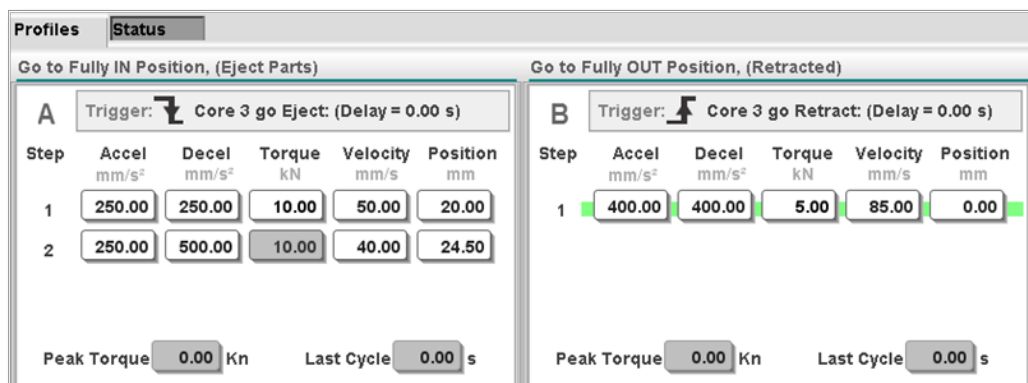 Profiles Status
Go to Fully IN Position, (Eject Parts)
A Trigger: Core 3 go Eject: (Delay = 0.00 s)
Step Accel Decel Torque Velocity Position
mm/s² mm/s² kN mm/s mm
1 250.00 250.00 10.00 50.00 20.00
2 250.00 500.00 10.00 40.00 24.50
Peak Torque 0.00 Kn Last Cycle 0.00 s
Go to Fully OUT Position, (Retracted)
B Trigger: Core 3 go Retract: (Delay = 0.00 s)
Step Accel Decel Torque Velocity Position
mm/s² mm/s² kN mm/s mm
1 400.00 400.00 5.00 85.00 0.00
Peak Torque 0.00 Kn Last Cycle 0.00 s